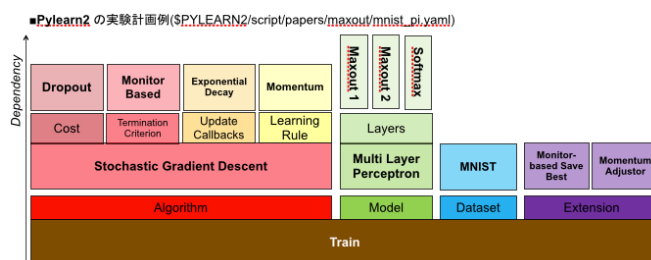 ■Pylearn2 の実験計画例($PYLEARN2/script/papers/maxout/mnist_pi.yaml)
Dependency
Dropout
Monitor
Based
Exponential
Decay
Momentum
Maxout 1
Maxout 2
Softmax
Cost
Termination
Criterion
Update
Callbacks
Learning
Rule
Layers
Stochastic Gradient Descent
Multi Layer
Perceptron
MNIST
Monitor-
based Save
Best
Momentum
Adjustor
Algorithm
Model
Dataset
Extension
Train